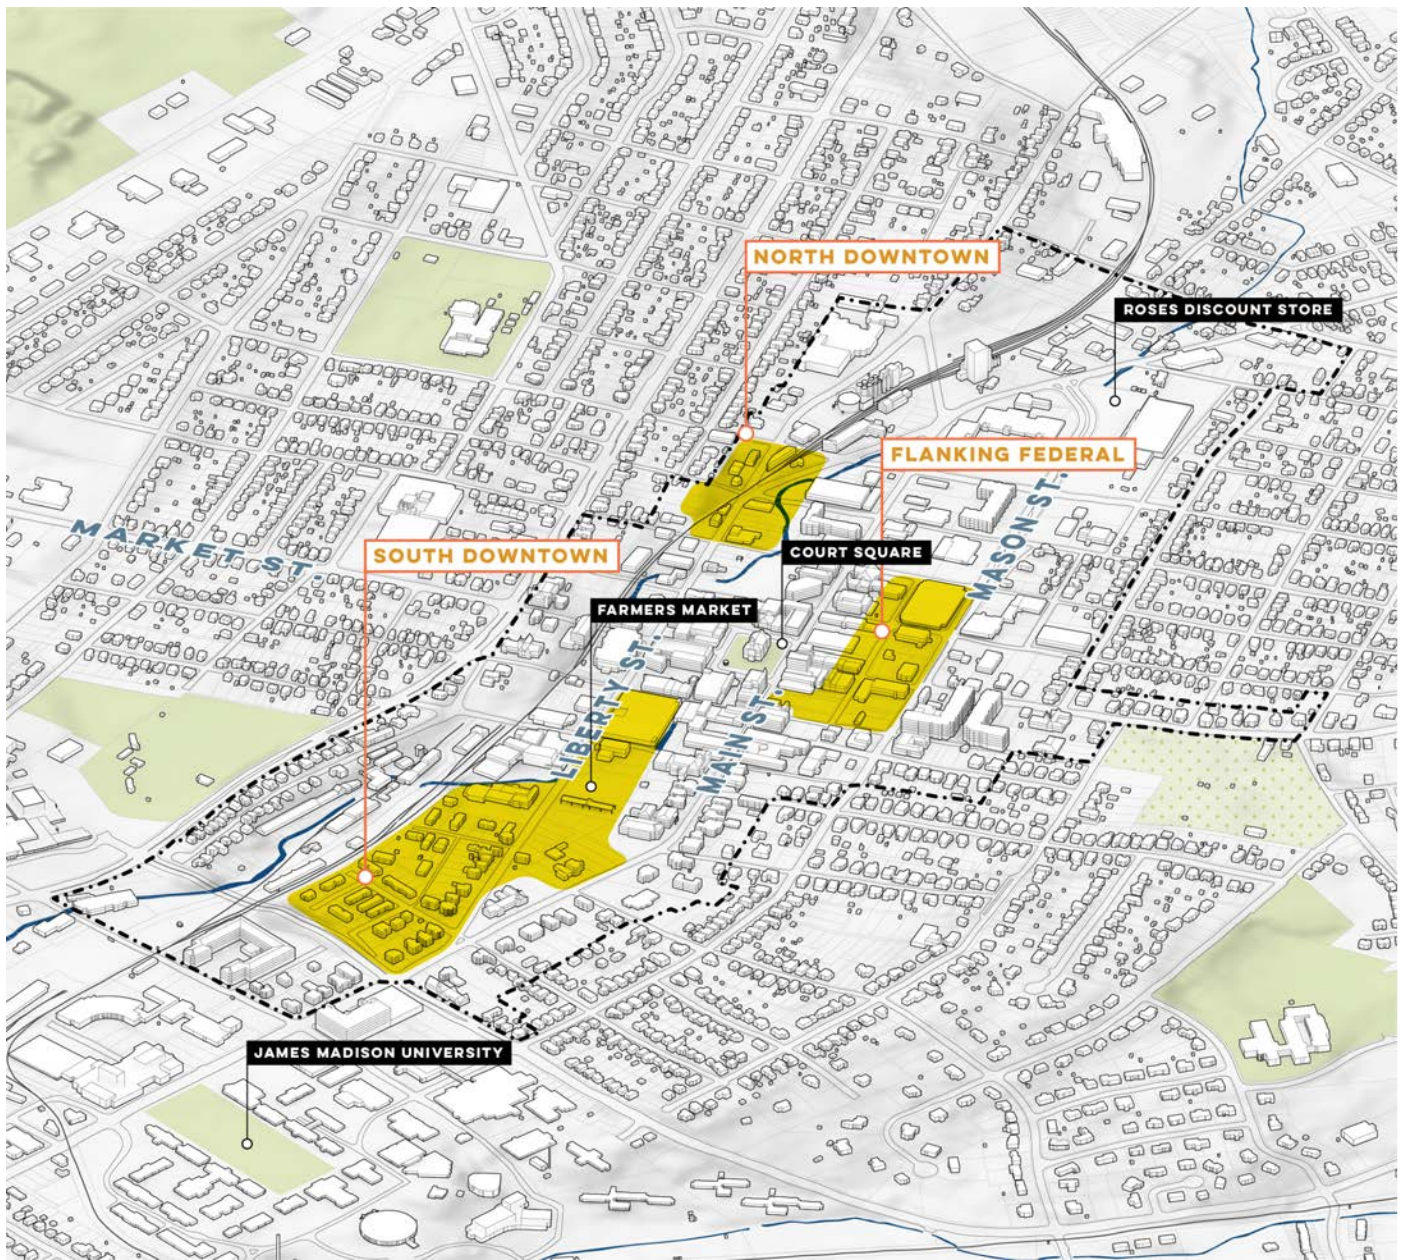 NORTH DOWNTOWN
ROSES DISCOUNT STORE
FLANKING FEDERAL
MARKET ST.
SOUTH DOWNTOWN
COURT SQUARE
MASON ST.
FARMERS MARKET
LIBERTY ST.
MAIN ST.
JAMES MADISON UNIVERSITY